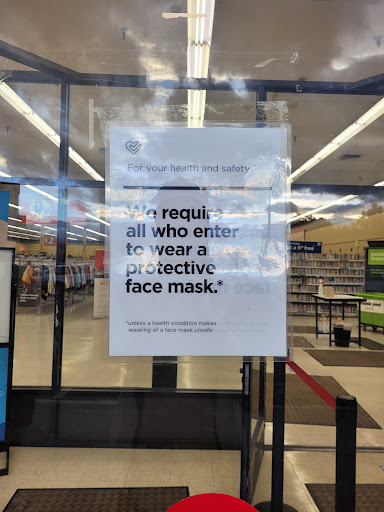 For your health and safety
We require
all who enter
to wear a
protective
face mask.*
*unless a health condition makes
wearing of a face mask unsafe.